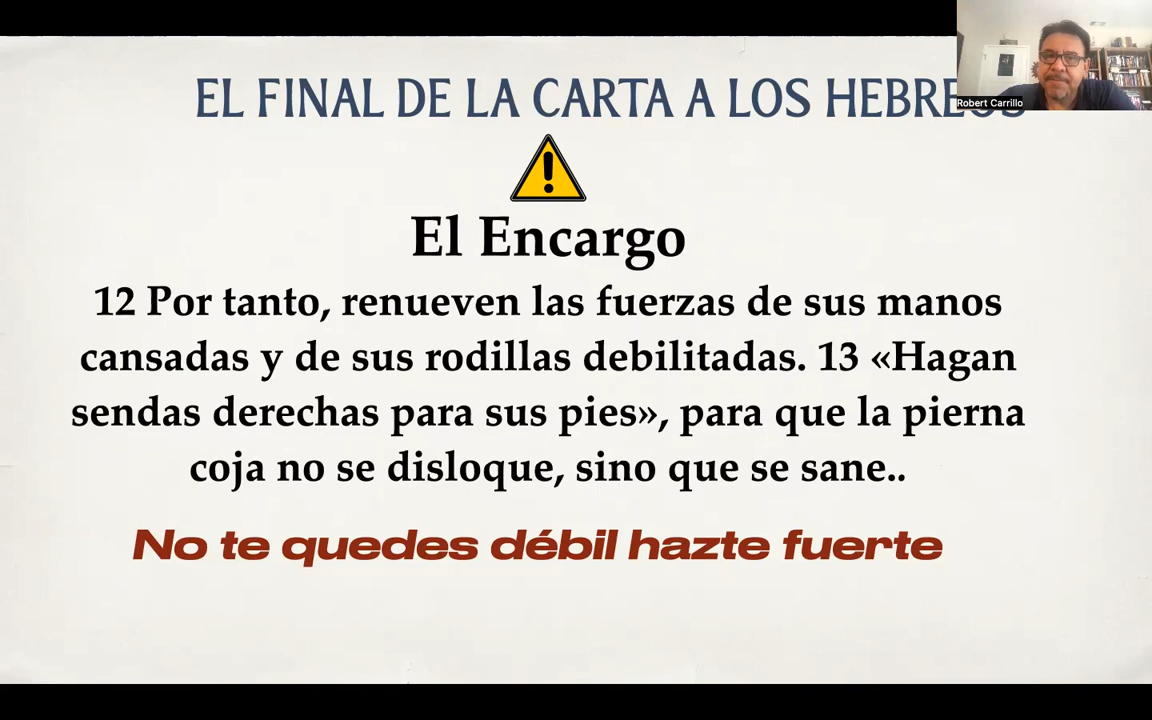 EL FINAL DE LA CARTA A LOS HEBREOS
Robert Carrillo
El Encargo
12 Por tanto, renueven las fuerzas de sus manos
cansadas y de sus rodillas debilitadas. 13 «Hagan
sendas derechas para sus pies», para que la pierna
coja no se disloque, sino que se sane..
No te quedes débil hazte fuerte